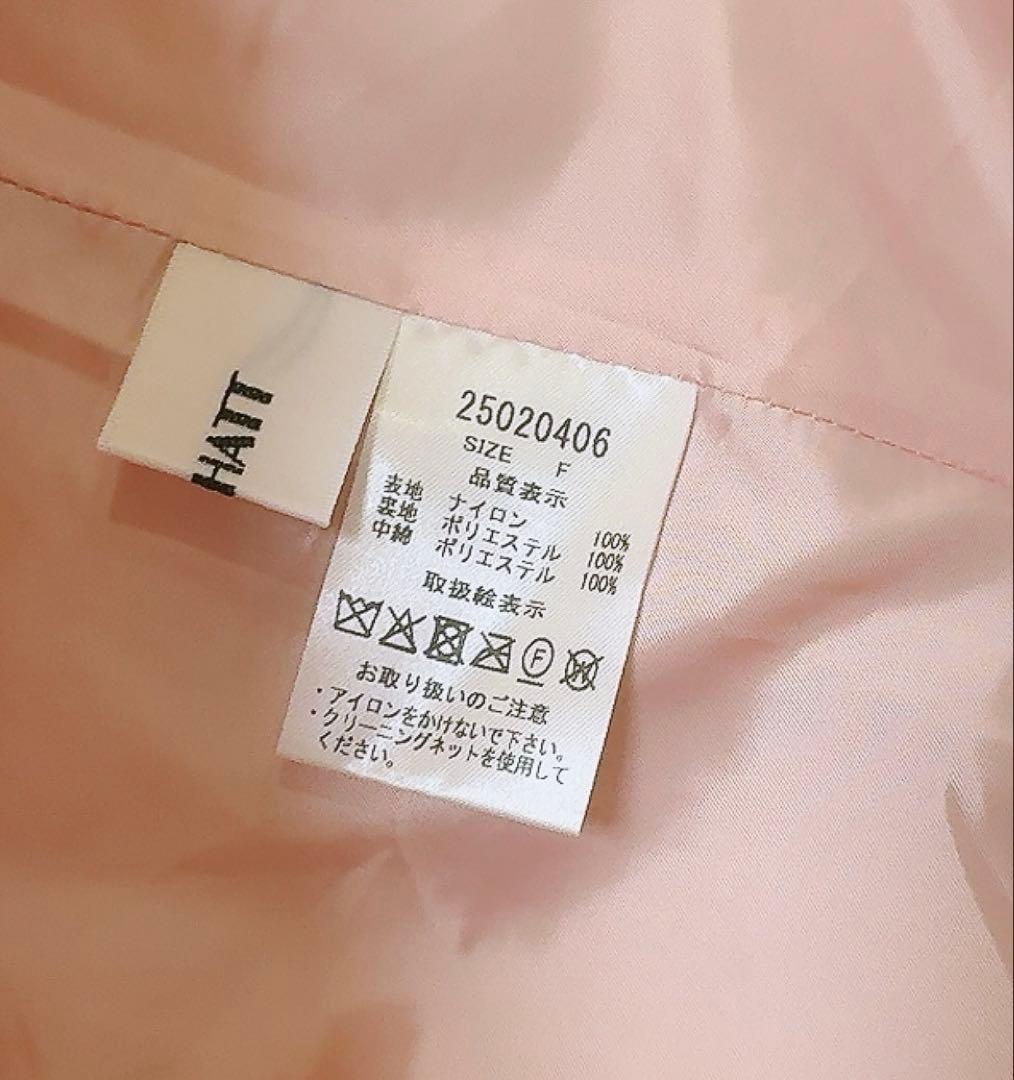 HATT
25020406
SIZE F
品質表示
表地 ナイロン 100%
裏地 ポリエステル 100%
中綿 ポリエステル 100%
取扱絵表示
F
W
お取り扱いのご注意
・アイロンをかけないで下さい。
・クリーニングネットを使用して
ください。